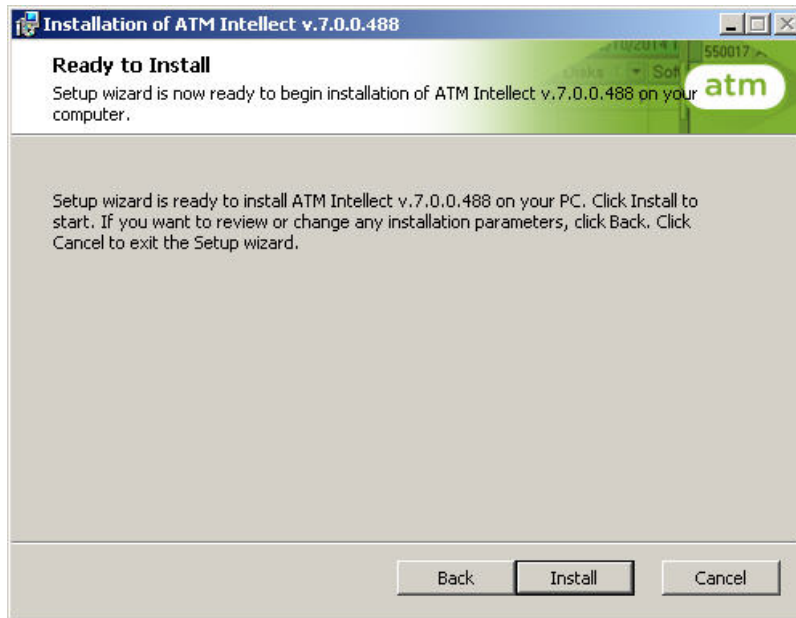 Installation of ATM Intellect v.7.0.0.488
Ready to Install
Setup wizard is now ready to begin installation of ATM Intellect v.7.0.0.488 on your
computer.
550017
Disks
atm
Setup wizard is ready to install ATM Intellect v.7.0.0.488 on your PC. Click Install to
start. If you want to review or change any installation parameters, click Back. Click
Cancel to exit the Setup wizard.
Back
Install
Cancel